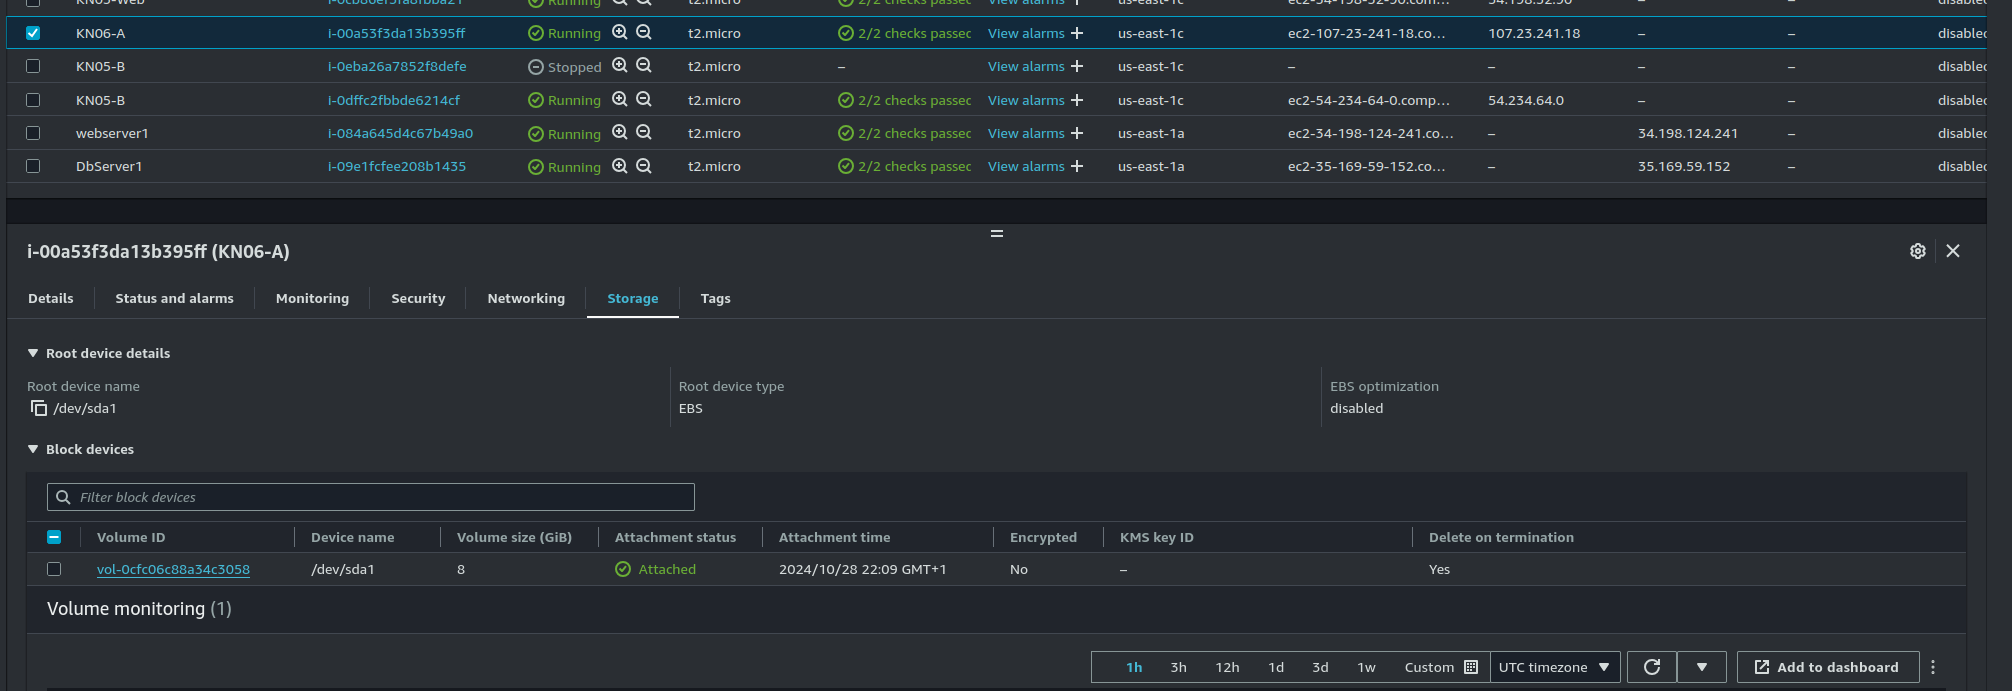 KN05-Web i-0cb86ef5fa8fbba21 Running t2.micro 2/2 checks passec View alarms + us-east-1c ec2-54-198-52-90.com… 54.198.52.90 – – disablec
KN06-A i-00a53f3da13b395ff Running t2.micro 2/2 checks passec View alarms + us-east-1c ec2-107-23-241-18.co… 107.23.241.18 – – disablec
KN05-B i-0eba26a7852f8defe Stopped t2.micro – View alarms + us-east-1c – – – – disablec
KN05-B i-0dffc2fbbde6214cf Running t2.micro 2/2 checks passec View alarms + us-east-1c ec2-54-234-64-0.comp… 54.234.64.0 – – disablec
webserver1 i-084a645d4c67b49a0 Running t2.micro 2/2 checks passec View alarms + us-east-1a ec2-34-198-124-241.co… – 34.198.124.241 – disablec
DbServer1 i-09e1fcfee208b1435 Running t2.micro 2/2 checks passec View alarms + us-east-1a ec2-35-169-59-152.co… – 35.169.59.152 – disablec
i-00a53f3da13b395ff (KN06-A)
Details Status and alarms Monitoring Security Networking Storage Tags
Root device details
Root device name Root device type EBS optimization
/dev/sda1 EBS disabled
Block devices
Filter block devices
Volume ID Device name Volume size (GiB) Attachment status Attachment time Encrypted KMS key ID Delete on termination
vol-0cfc06c88a34c3058 /dev/sda1 8 Attached 2024/10/28 22:09 GMT+1 No – Yes
Volume monitoring (1)
1h 3h 12h 1d 3d 1w Custom UTC timezone Add to dashboard